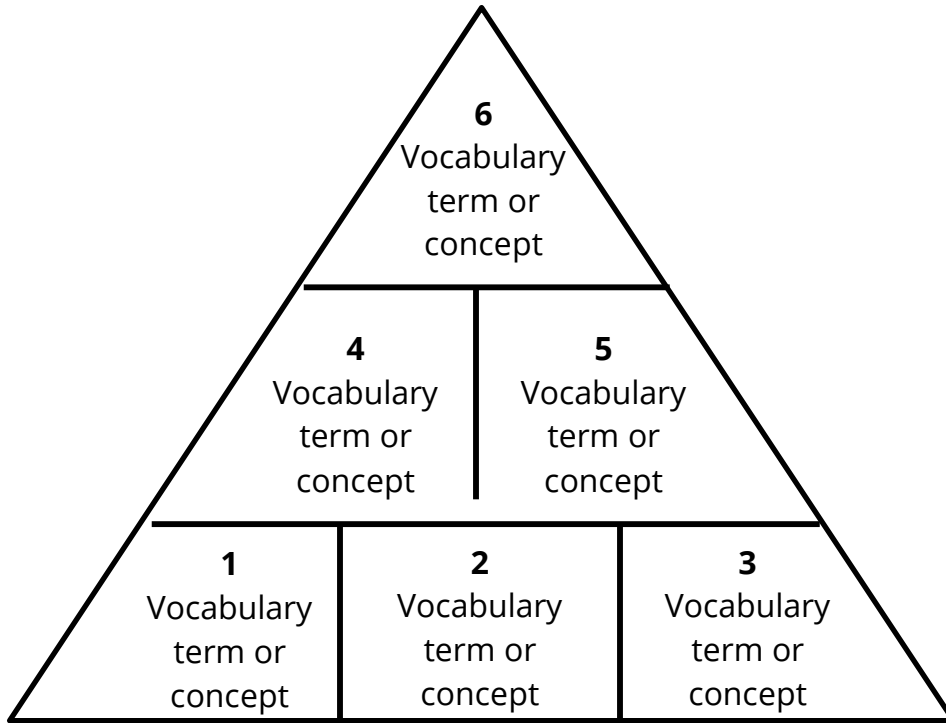 6
Vocabulary
term or
concept
4
Vocabulary
term or
concept
5
Vocabulary
term or
concept
1
Vocabulary
term or
concept
2
Vocabulary
term or
concept
3
Vocabulary
term or
concept